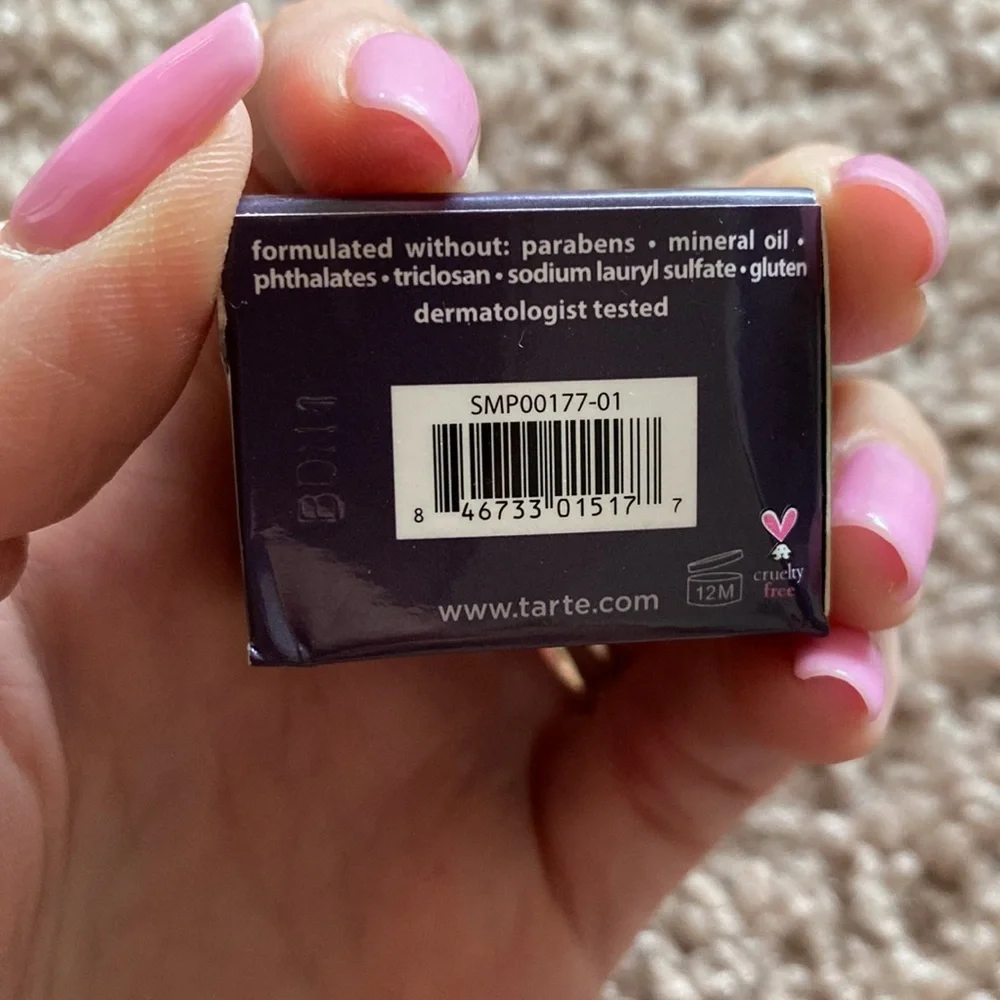 formulated without: parabens • mineral oil •
phthalates • triclosan • sodium lauryl sulfate • gluten
dermatologist tested
SMP00177-01
8 46733 01517 7
www.tarte.com
12M
cruelty
free